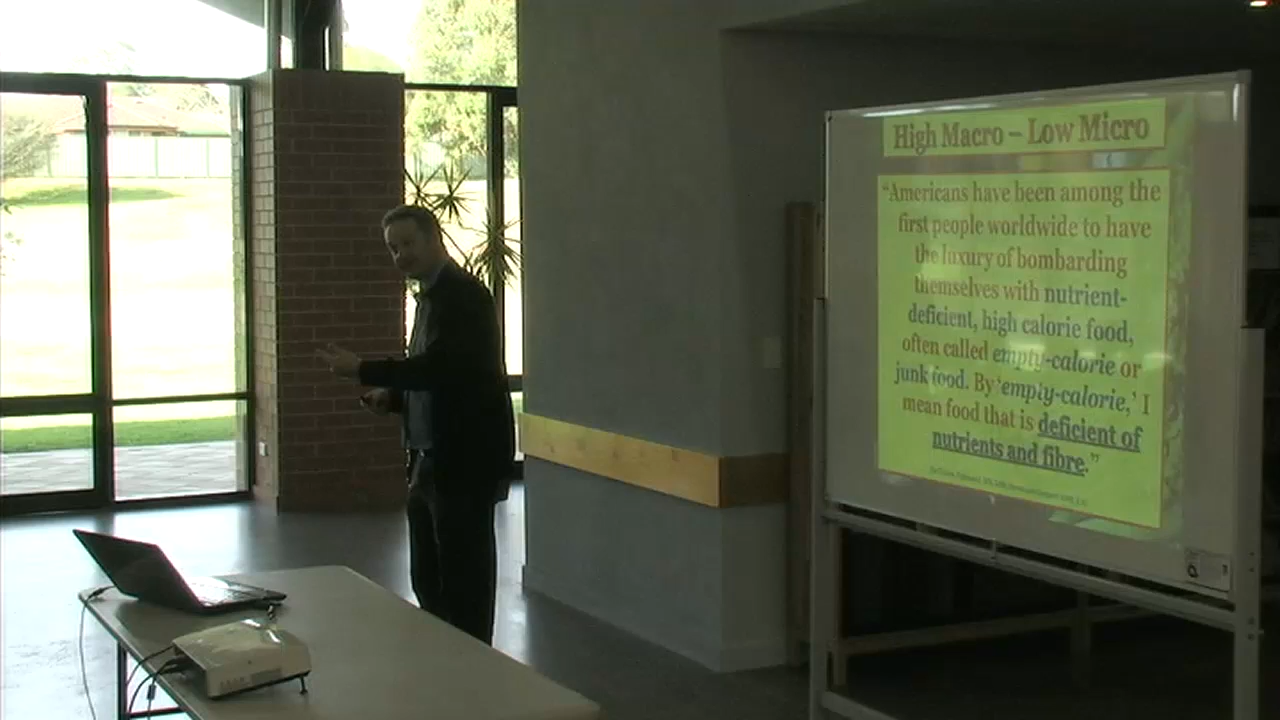 High Macro – Low Micro
“Americans have been among the
first people worldwide to have
the luxury of bombarding
themselves with nutrient-
deficient, high calorie food,
often called empty-calorie or
junk food. By ‘empty-calorie,’ I
mean food that is deficient of
nutrients and fibre.”